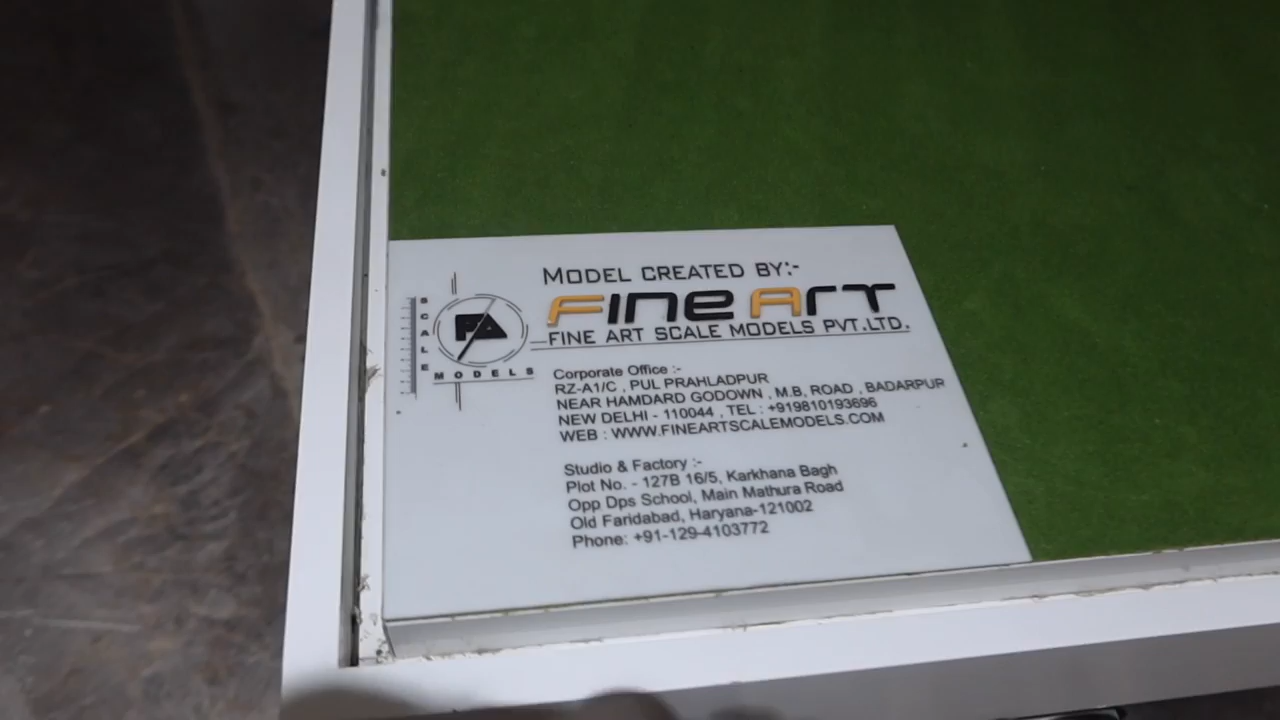 MODEL CREATED BY:-
FINE ART
FINE ART SCALE MODELS PVT.LTD.
SCALE
FA
MODELS
Corporate Office :-
RZ-A1/C , PUL PRAHLADPUR
NEAR HAMDARD GODOWN , M.B, ROAD , BADARPUR
NEW DELHI - 110044 , TEL : +919810193696
WEB : WWW.FINEARTSCALEMODELS.COM
Studio & Factory :-
Plot No. - 127B 16/5, Karkhana Bagh
Opp Dps School, Main Mathura Road
Old Faridabad, Haryana-121002
Phone: +91-129-4103772